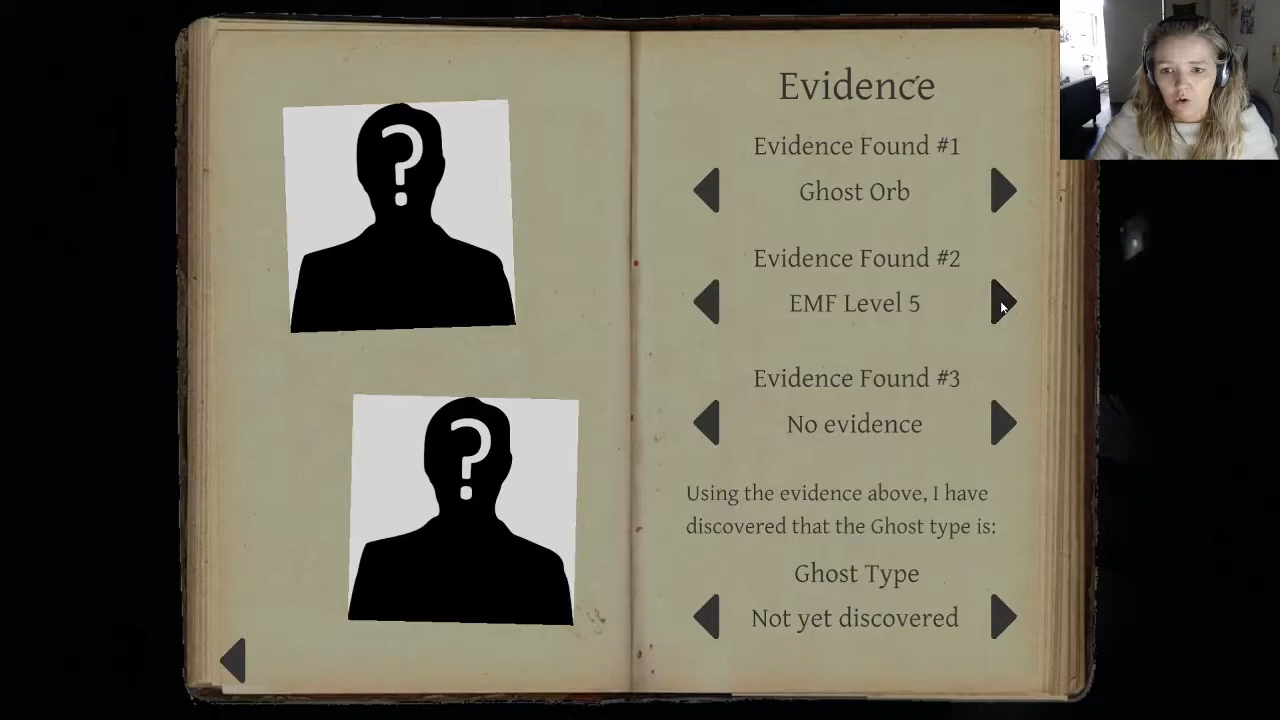 ?
?
Evidence
Evidence Found #1
Ghost Orb
Evidence Found #2
EMF Level 5
Evidence Found #3
No evidence
Using the evidence above, I have
discovered that the Ghost type is:
Ghost Type
Not yet discovered